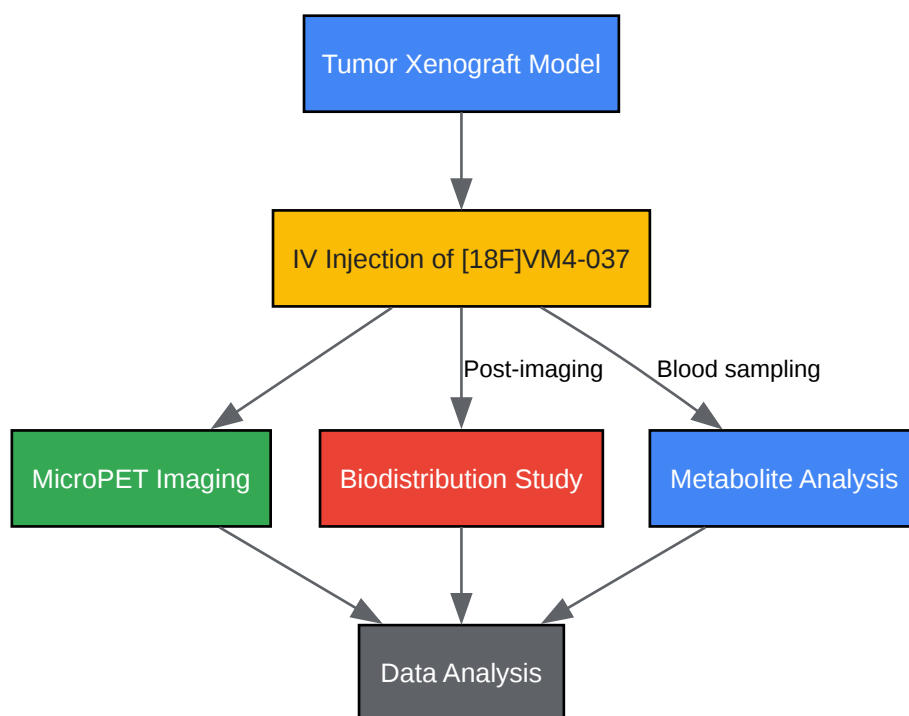 Tumor Xenograft Model
IV Injection of [18F]VM4-037
Post-imaging
Blood sampling
MicroPET Imaging
Biodistribution Study
Metabolite Analysis
Data Analysis